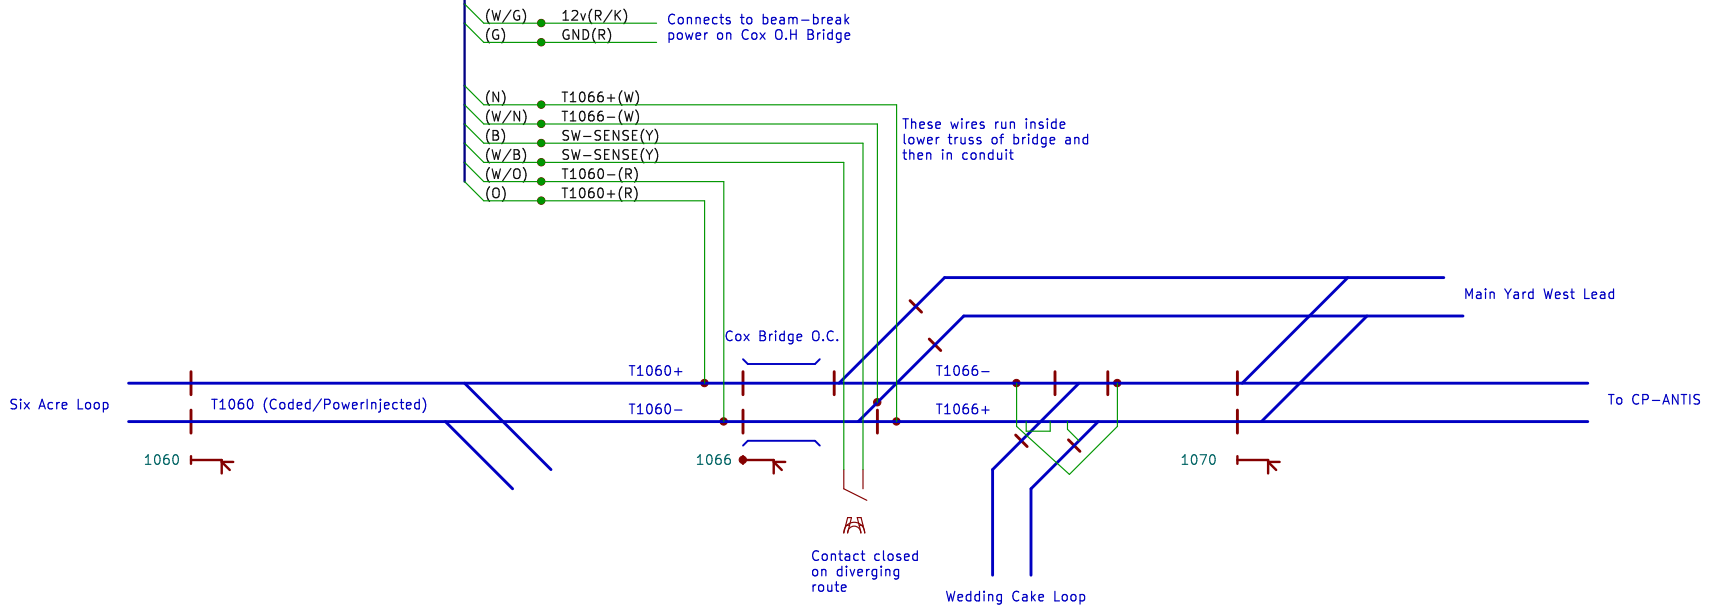 (W/G) 12v(R/K)
(G) GND(R)
Connects to beam-break
power on Cox O.H Bridge
(N) T1066+(W)
(W/N) T1066-(W)
(B) SW-SENSE(Y)
(W/B) SW-SENSE(Y)
(W/O) T1060-(R)
(O) T1060+(R)
These wires run inside
lower truss of bridge and
then in conduit
Main Yard West Lead
Cox Bridge O.C.
T1060+ T1066-
Six Acre Loop T1060 (Coded/PowerInjected) To CP-ANTIS
T1060- T1066+
1060 1066 1070
Contact closed
on diverging
route
Wedding Cake Loop